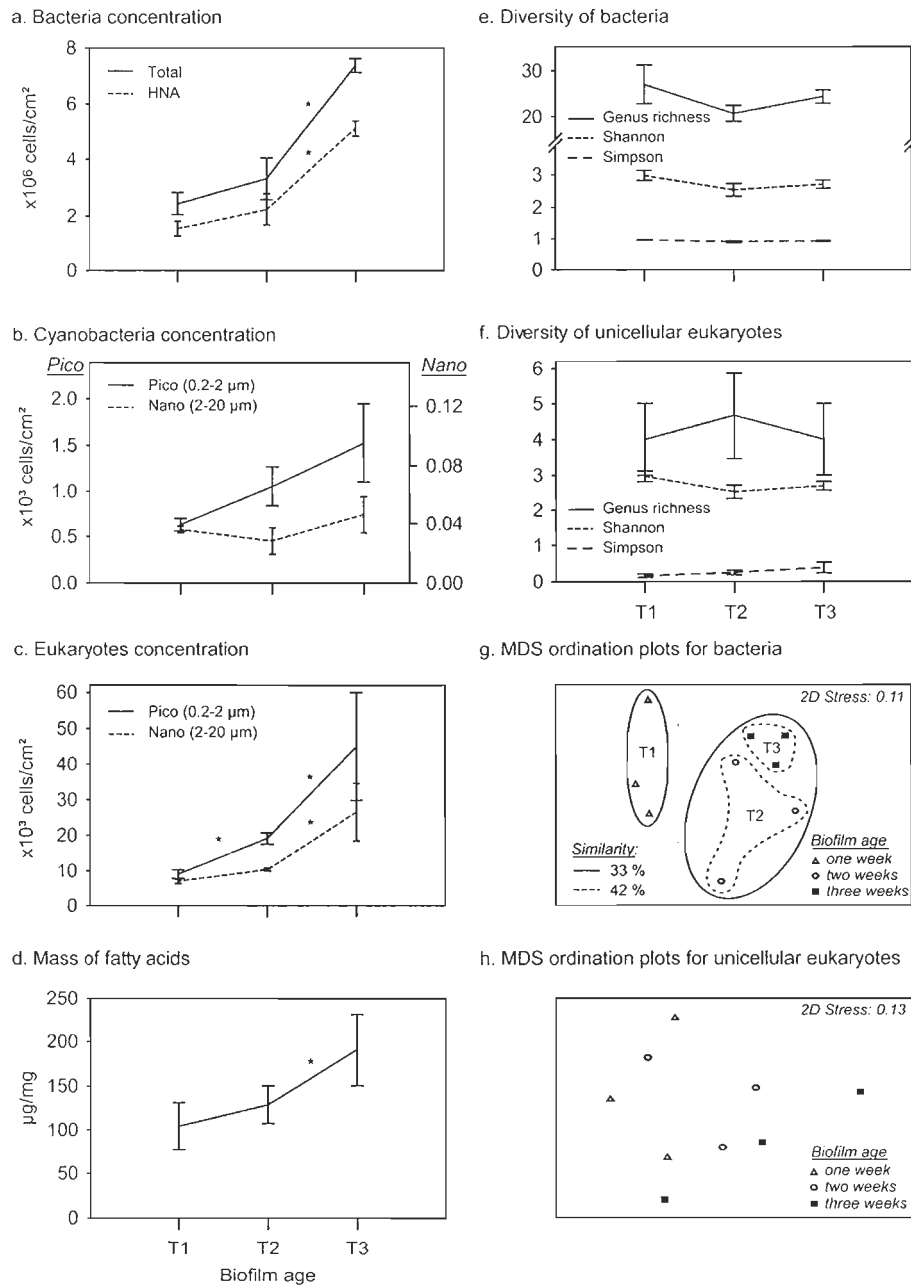 a. Bacteria concentration
8
6
4
2
0
x10⁶ cells/cm²
Total
HNA
*
*
b. Cyanobacteria concentration
Pico
Nano
Pico (0.2-2 µm)
Nano (2-20 µm)
2.0
1.5
1.0
0.5
0.0
x10³ cells/cm²
0.12
0.08
0.04
0.00
c. Eukaryotes concentration
60
50
40
30
20
10
0
x10³ cells/cm²
Pico (0.2-2 µm)
Nano (2-20 µm)
*
*
*
d. Mass of fatty acids
250
200
150
100
50
0
µg/mg
*
T1
T2
T3
Biofilm age
e. Diversity of bacteria
30
20
3
2
1
0
Genus richness
Shannon
Simpson
f. Diversity of unicellular eukaryotes
6
5
4
3
2
1
0
Genus richness
Shannon
Simpson
T1
T2
T3
g. MDS ordination plots for bacteria
2D Stress: 0.11
T1
T3
T2
Similarity:
33 %
42 %
Biofilm age
one week
two weeks
three weeks
h. MDS ordination plots for unicellular eukaryotes
2D Stress: 0.13
Biofilm age
one week
two weeks
three weeks